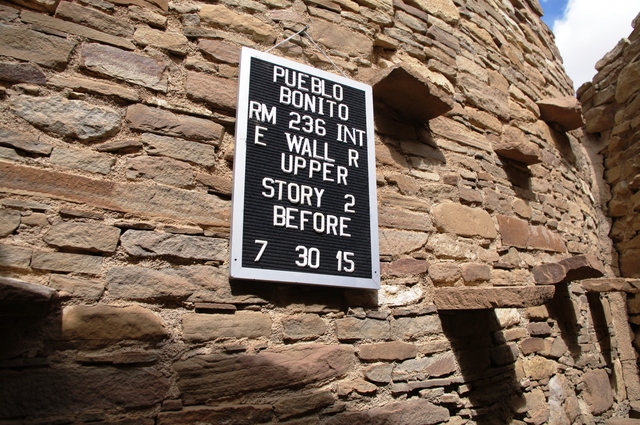 PUEBLO
BONITO
RM 236 INT
E WALL R
UPPER
STORY 2
BEFORE
7 30 15